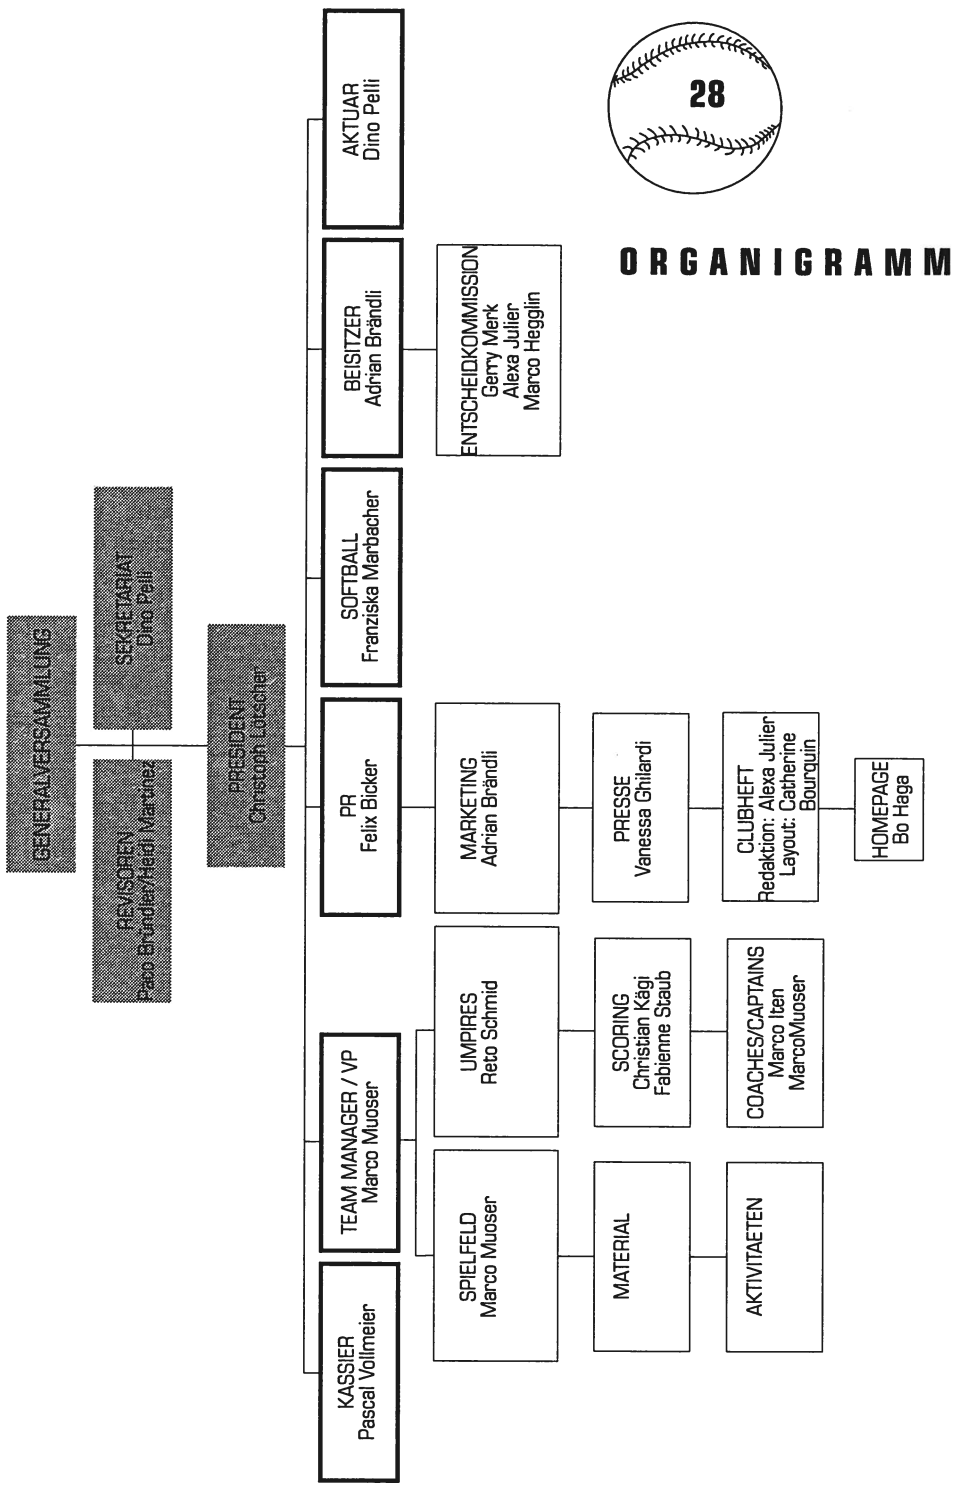 GENERALVERSAMMLUNG
REVISOREN
Paco Bründler/Heidi Martinez
SEKRETARIAT
Dino Pelli
PRESIDENT
Christoph Lötscher
KASSIER
Pascal Vollmeier
TEAM MANAGER / VP
Marco Muoser
PR
Felix Bicker
SOFTBALL
Franziska Marbacher
BEISITZER
Adrian Brändli
AKTUAR
Dino Pelli
SPIELFELD
Marco Muoser
UMPIRES
Reto Schmid
MARKETING
Adrian Brändli
ENTSCHEIDKOMMISSION
Gerry Merk
Alexa Julier
Marco Hegglin
MATERIAL
SCORING
Christian Kägi
Fabienne Staub
PRESSE
Vanessa Ghilardi
AKTIVITAETEN
COACHES/CAPTAINS
Marco Iten
MarcoMuoser
CLUBHEFT
Redaktion: Alexa Julier
Layout: Catherine
Bourquin
HOMEPAGE
Bo Haga
ORGANIGRAMM
28